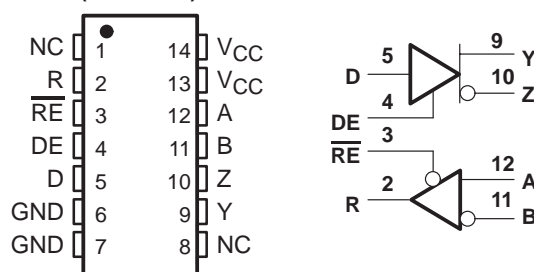 NC 1 14 VCC
R 2 13 VCC
RE 3 12 A
DE 4 11 B
D 5 10 Z
GND 6 9 Y
GND 7 8 NC
5 9 Y
D 10 Z
4
DE
3
RE
2 12 A
R 11 B